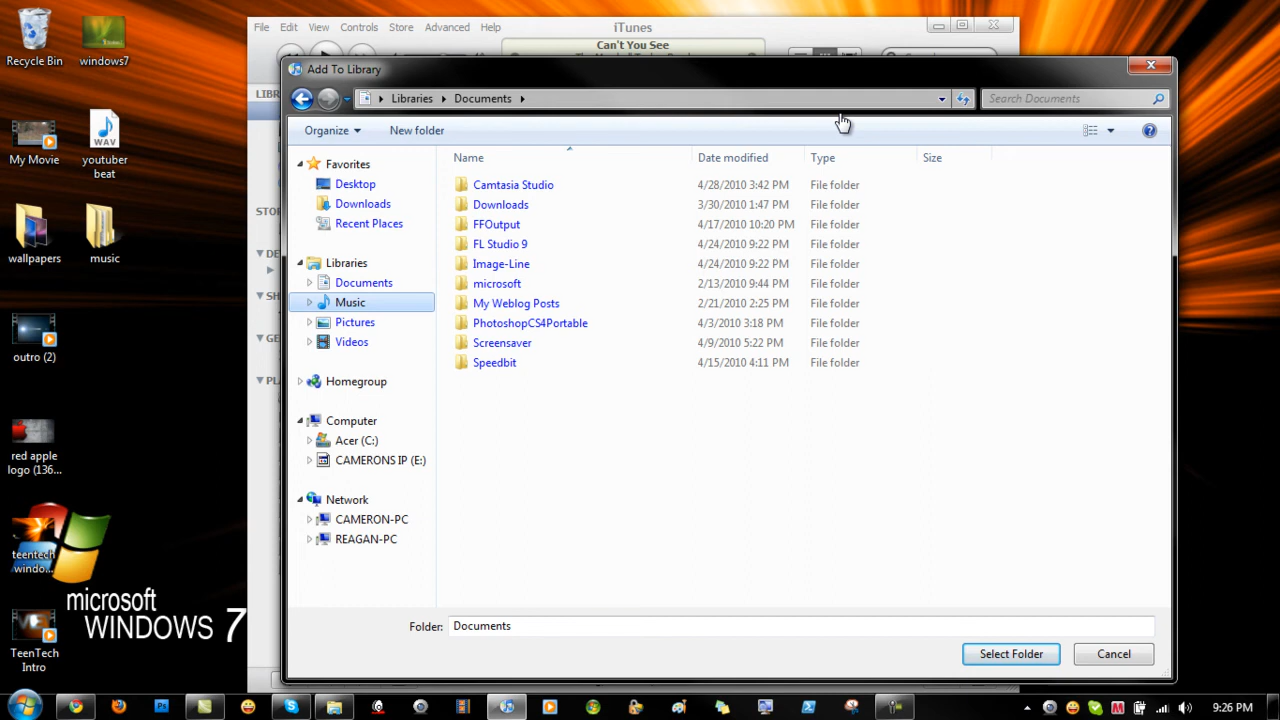 Recycle Bin
windows7
My Movie
WAV
youtuber
beat
wallpapers
music
outro (2)
red apple
logo (136...
teentech
windo...
microsoft
WINDOWS 7
TeenTech
Intro
File Edit View Controls Store Advanced Help
iTunes
Can't You See
LIBR
STO
DE
SH
GE
PL
Add To Library
Libraries Documents
Search Documents
Organize New folder
Favorites
Desktop
Downloads
Recent Places
Libraries
Documents
Music
Pictures
Videos
Homegroup
Computer
Acer (C:)
CAMERONS IP (E:)
Network
CAMERON-PC
REAGAN-PC
Name Date modified Type Size
Camtasia Studio 4/28/2010 3:42 PM File folder
Downloads 3/30/2010 1:47 PM File folder
FFOutput 4/17/2010 10:20 PM File folder
FL Studio 9 4/24/2010 9:22 PM File folder
Image-Line 4/24/2010 9:22 PM File folder
microsoft 2/13/2010 9:44 PM File folder
My Weblog Posts 2/21/2010 2:25 PM File folder
PhotoshopCS4Portable 4/3/2010 3:18 PM File folder
Screensaver 4/9/2010 5:22 PM File folder
Speedbit 4/15/2010 4:11 PM File folder
Folder: Documents
Select Folder Cancel
9:26 PM